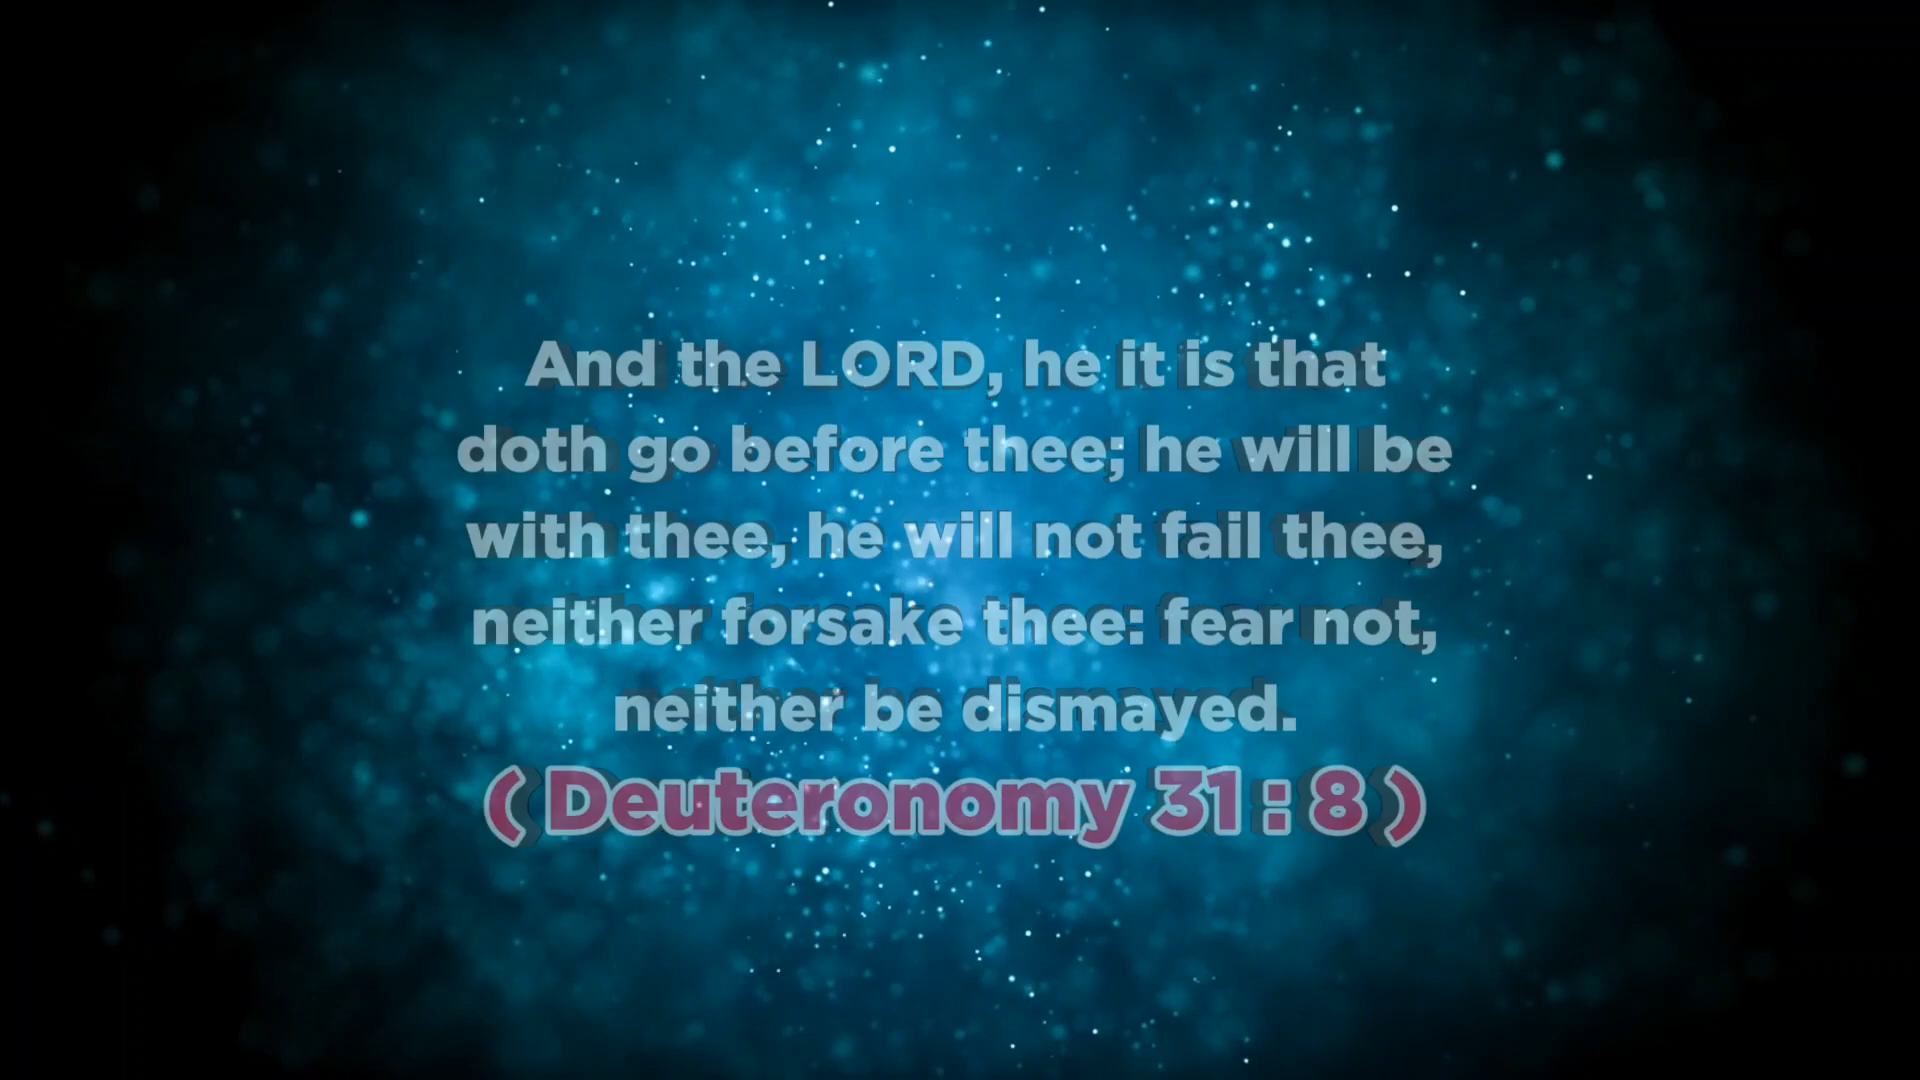 And the LORD, he it is that
doth go before thee; he will be
with thee, he will not fail thee,
neither forsake thee: fear not,
neither be dismayed.
( Deuteronomy 31 : 8 )